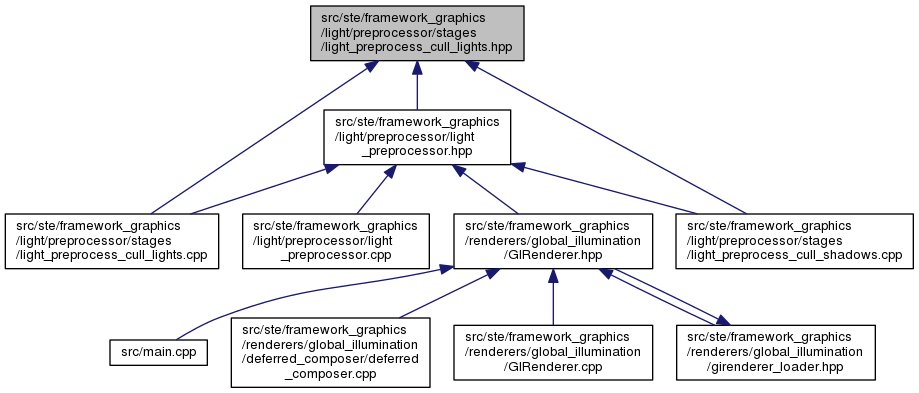 src/ste/framework_graphics
/light/preprocessor/stages
/light_preprocess_cull_lights.hpp
src/ste/framework_graphics
/light/preprocessor/light
_preprocessor.hpp
src/ste/framework_graphics
/light/preprocessor/stages
/light_preprocess_cull_lights.cpp
src/ste/framework_graphics
/light/preprocessor/light
_preprocessor.cpp
src/ste/framework_graphics
/renderers/global_illumination
/GIRenderer.hpp
src/ste/framework_graphics
/light/preprocessor/stages
/light_preprocess_cull_shadows.cpp
src/main.cpp
src/ste/framework_graphics
/renderers/global_illumination
/deferred_composer/deferred
_composer.cpp
src/ste/framework_graphics
/renderers/global_illumination
/GIRenderer.cpp
src/ste/framework_graphics
/renderers/global_illumination
/girenderer_loader.hpp